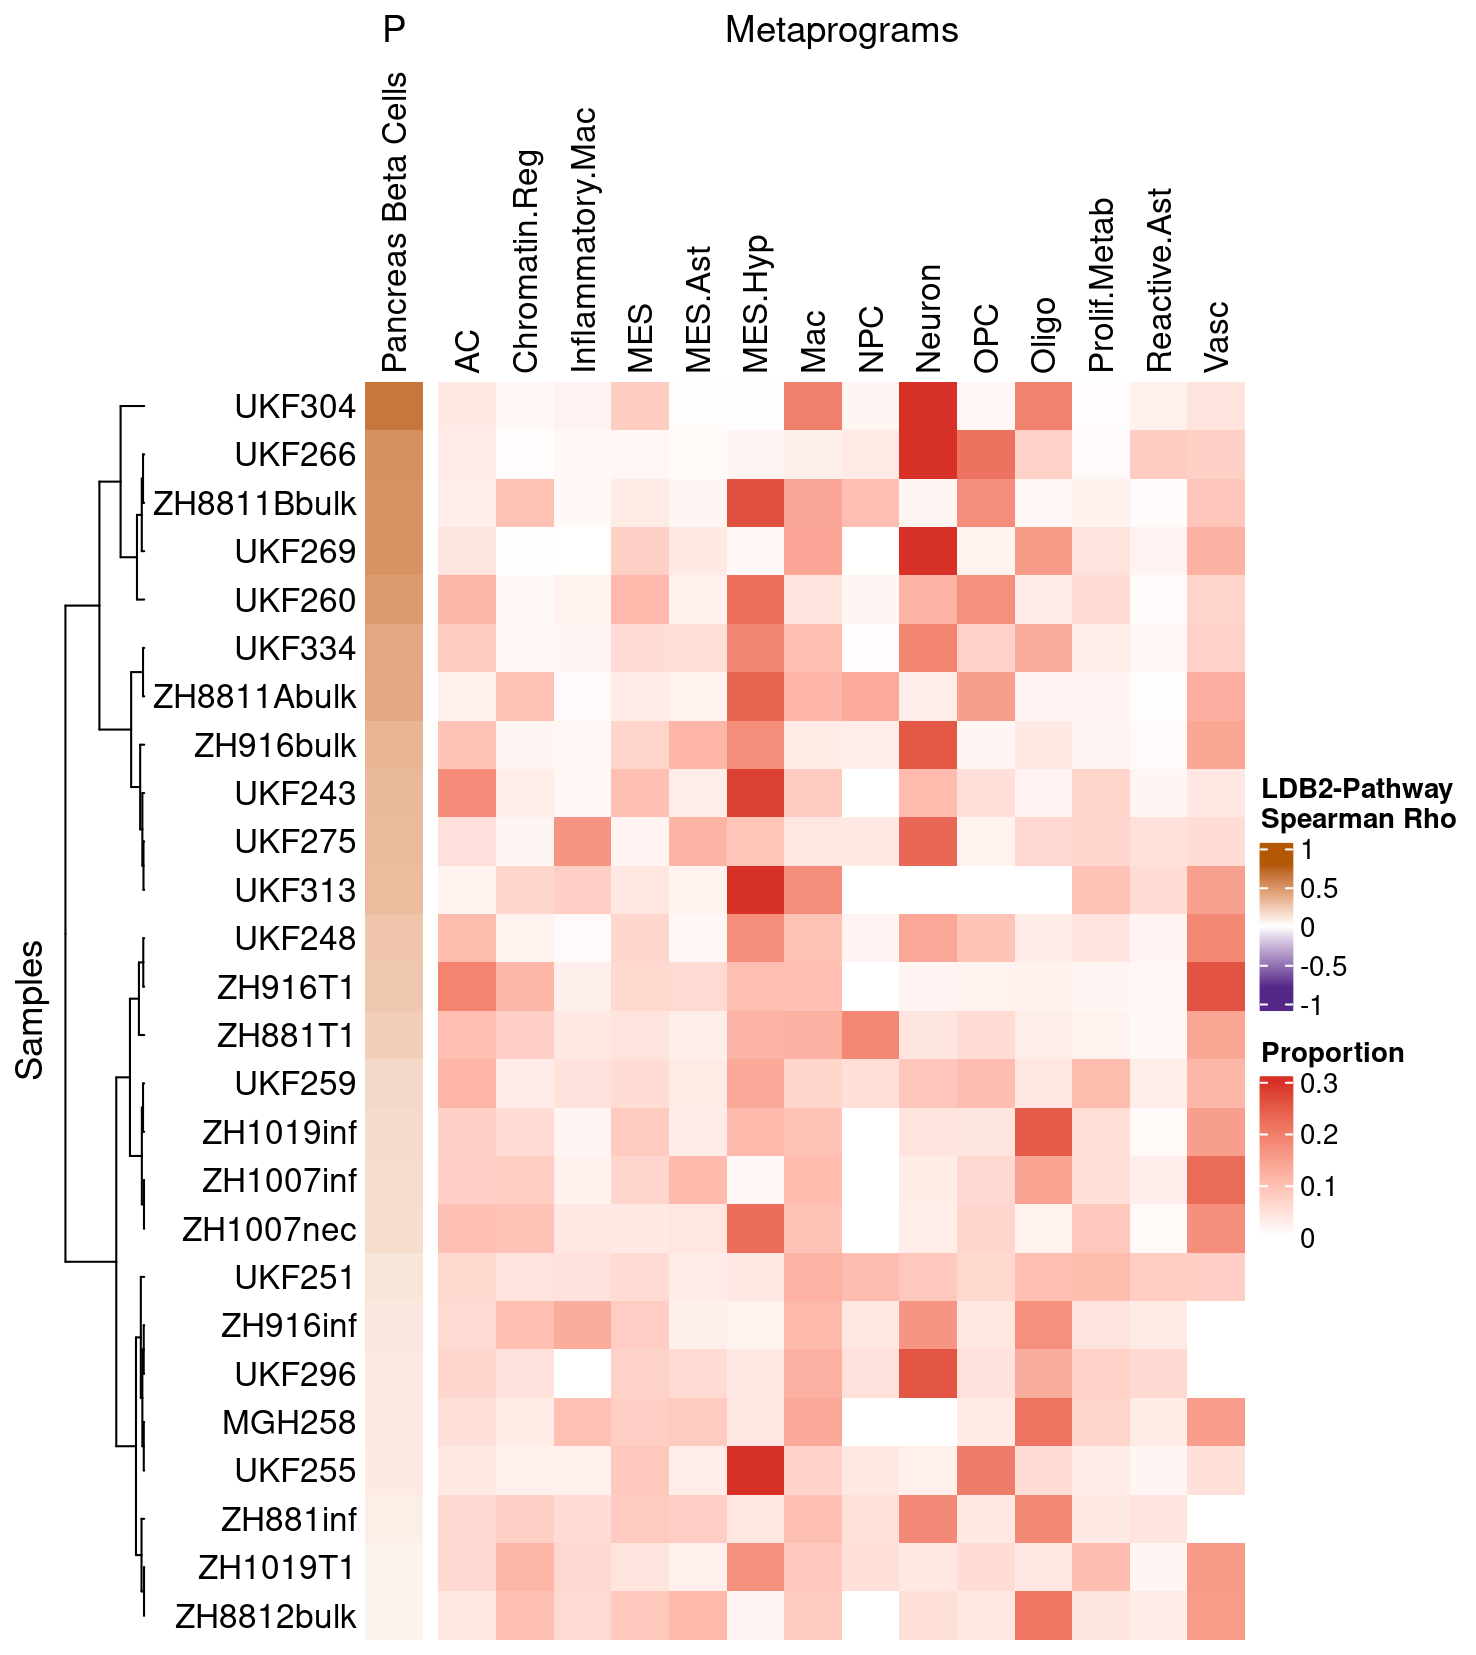 P
Metaprograms
Pancreas Beta Cells
AC
Chromatin.Reg
Inflammatory.Mac
MES
MES.Ast
MES.Hyp
Mac
NPC
Neuron
OPC
Oligo
Prolif.Metab
Reactive.Ast
Vasc
Samples
UKF304
UKF266
ZH8811Bbulk
UKF269
UKF260
UKF334
ZH8811Abulk
ZH916bulk
UKF243
UKF275
UKF313
UKF248
ZH916T1
ZH881T1
UKF259
ZH1019inf
ZH1007inf
ZH1007nec
UKF251
ZH916inf
UKF296
MGH258
UKF255
ZH881inf
ZH1019T1
ZH8812bulk
LDB2-Pathway
Spearman Rho
1
0.5
0
-0.5
-1
Proportion
0.3
0.2
0.1
0